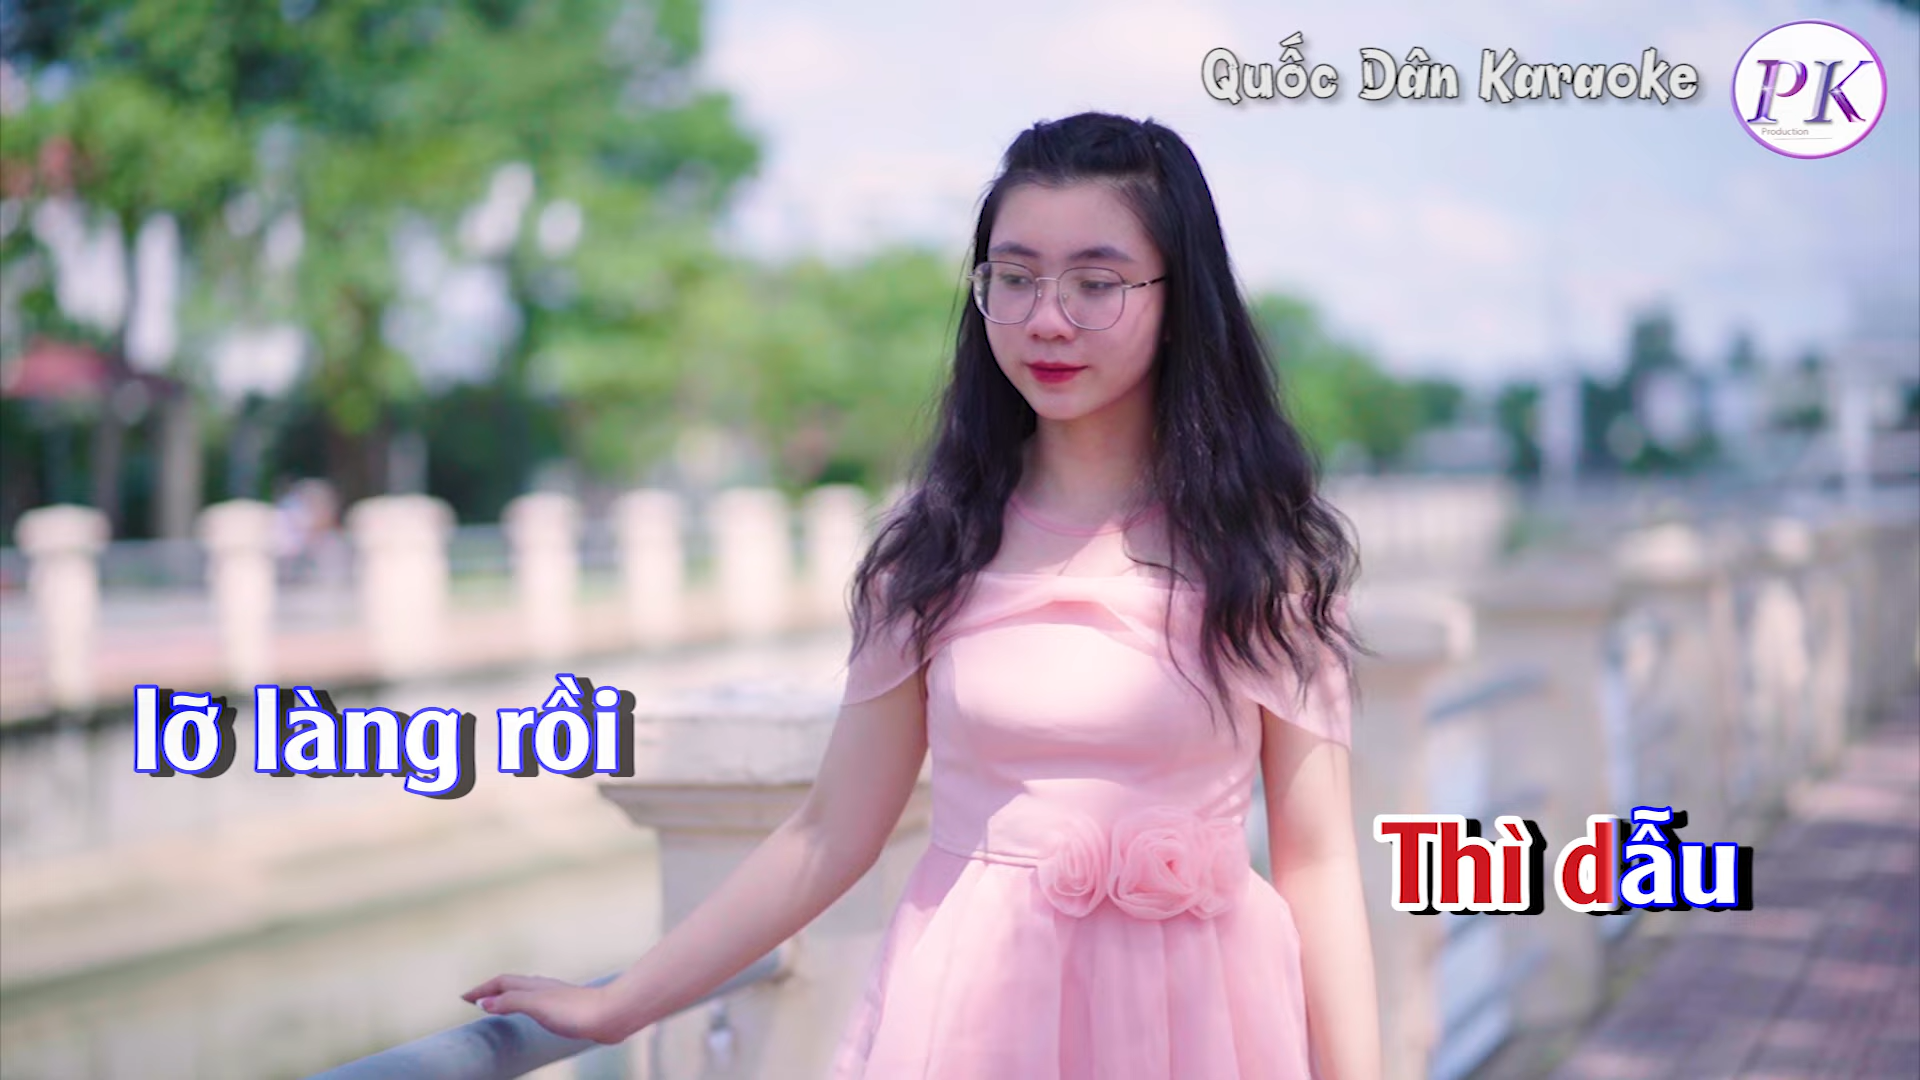 Quốc Dân Karaoke
PK
Production
lỡ làng rồi
Thì dẫu